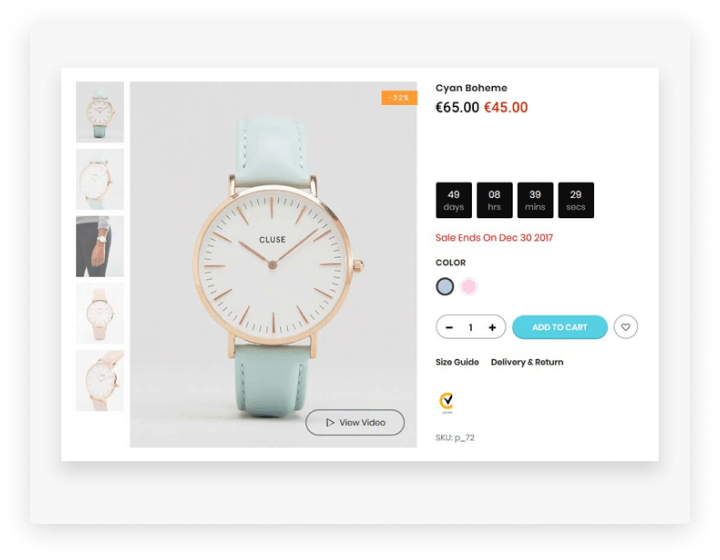 -22%
CLUSE
View Video
Cyan Boheme
€65.00 €45.00
49 08 39 29
days hrs mins secs
Sale Ends On Dec 30 2017
COLOR
- 1 +
ADD TO CART
Size Guide Delivery & Return
SKU: p_72